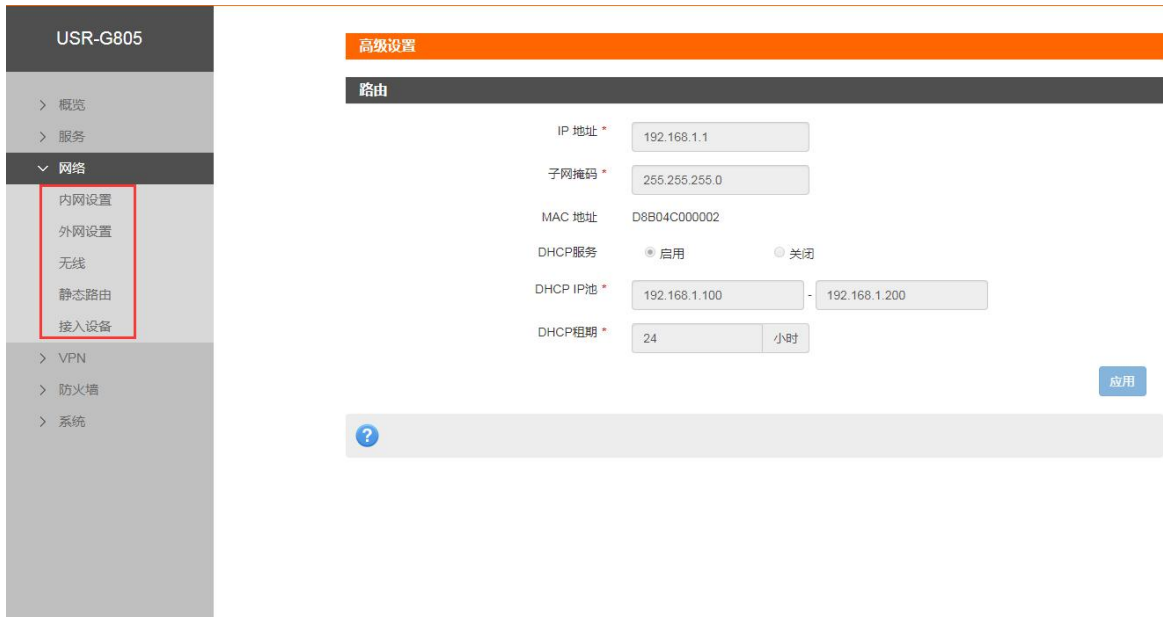 USR-G805
概览
服务
网络
内网设置
外网设置
无线
静态路由
接入设备
VPN
防火墙
系统
高级设置
路由
IP 地址 * 192.168.1.1
子网掩码 * 255.255.255.0
MAC 地址 D8B04C000002
DHCP服务 启用 关闭
DHCP IP池 * 192.168.1.100 - 192.168.1.200
DHCP租期 * 24 小时
应用
?